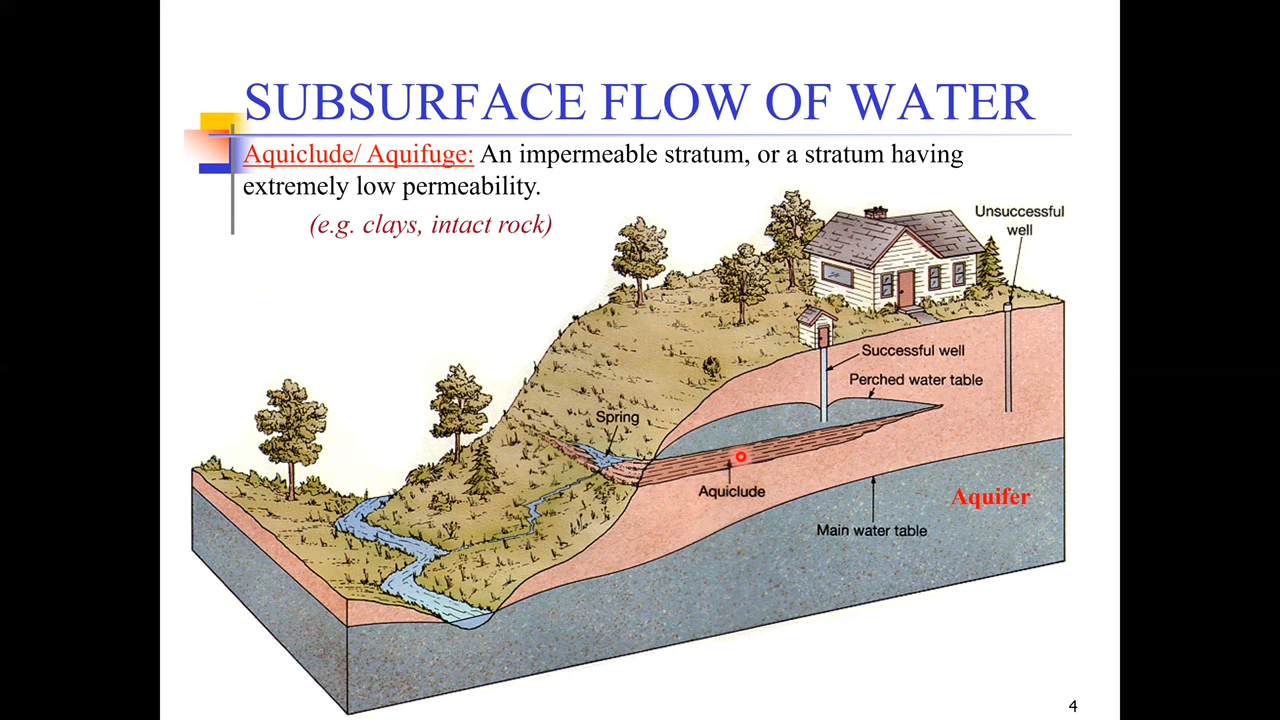 SUBSURFACE FLOW OF WATER
Aquiclude/ Aquifuge: An impermeable stratum, or a stratum having
extremely low permeability.
(e.g. clays, intact rock)
Unsuccessful
well
Successful well
Perched water table
Spring
Aquiclude
Aquifer
Main water table
4